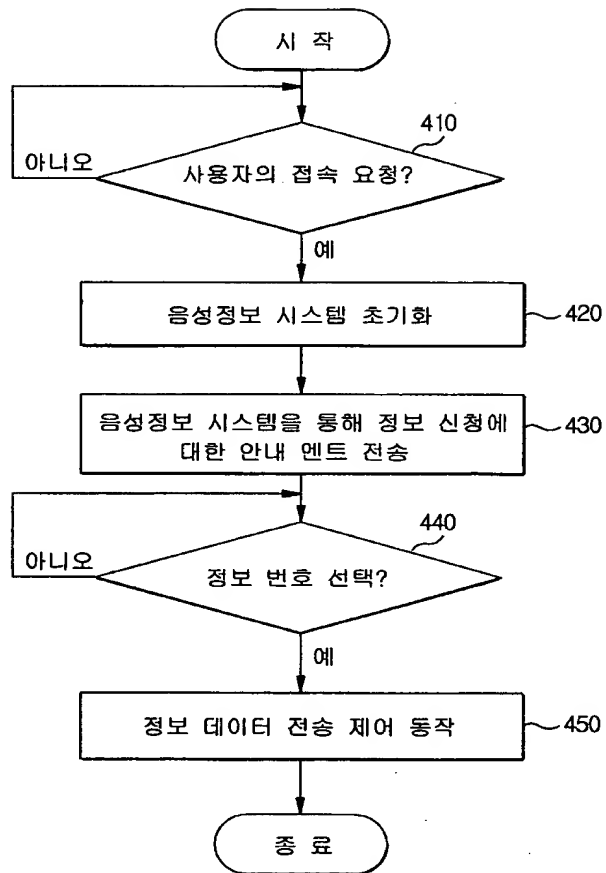 시 작
410
사용자의 접속 요청?
아니오
예
음성정보 시스템 초기화
420
음성정보 시스템을 통해 정보 신청에
대한 안내 멘트 전송
430
440
정보 번호 선택?
아니오
예
정보 데이터 전송 제어 동작
450
종 료